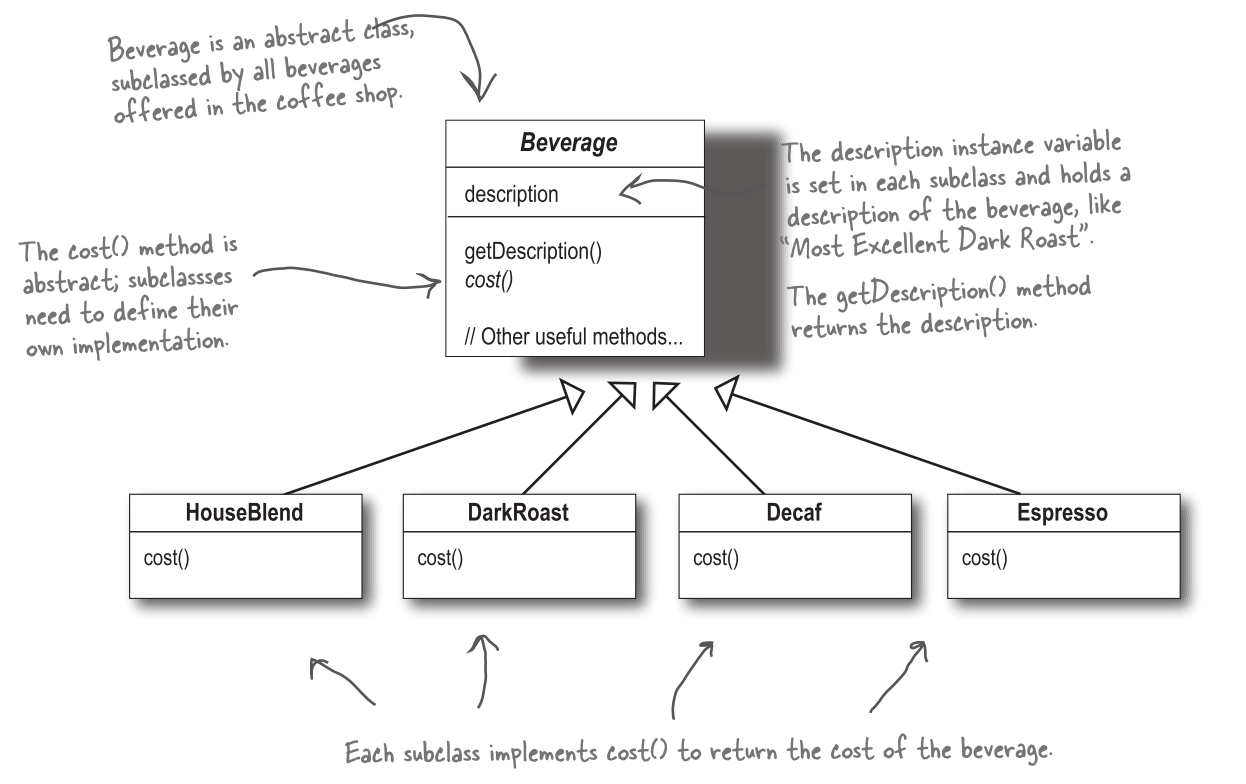 Beverage is an abstract class,
subclassed by all beverages
offered in the coffee shop.
Beverage
description
getDescription()
cost()
// Other useful methods...
The description instance variable
is set in each subclass and holds a
description of the beverage, like
“Most Excellent Dark Roast”.
The getDescription() method
returns the description.
The cost() method is
abstract; subclassses
need to define their
own implementation.
HouseBlend
cost()
DarkRoast
cost()
Decaf
cost()
Espresso
cost()
Each subclass implements cost() to return the cost of the beverage.